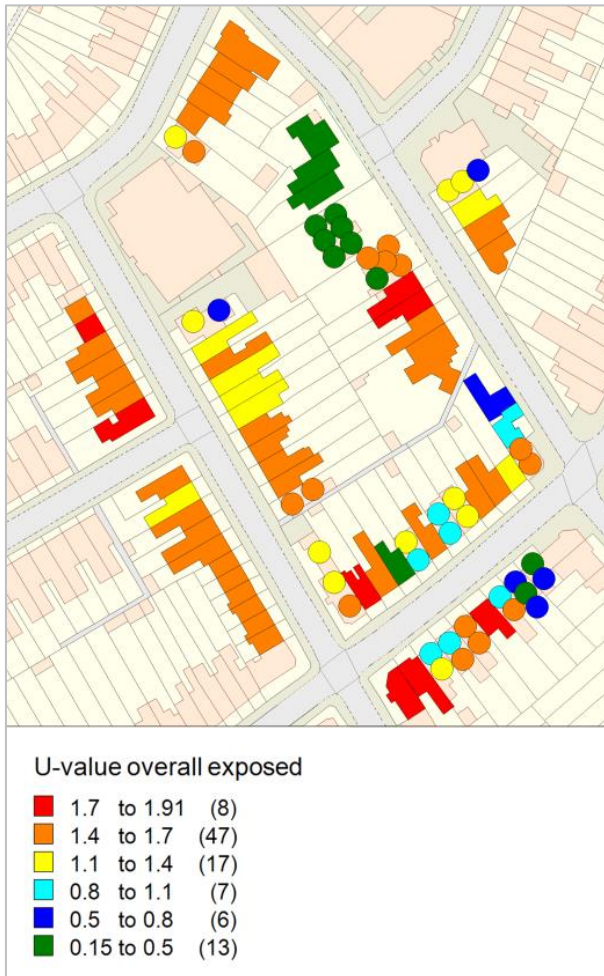 U-value overall exposed
1.7 to 1.91 (8)
1.4 to 1.7 (47)
1.1 to 1.4 (17)
0.8 to 1.1 (7)
0.5 to 0.8 (6)
0.15 to 0.5 (13)